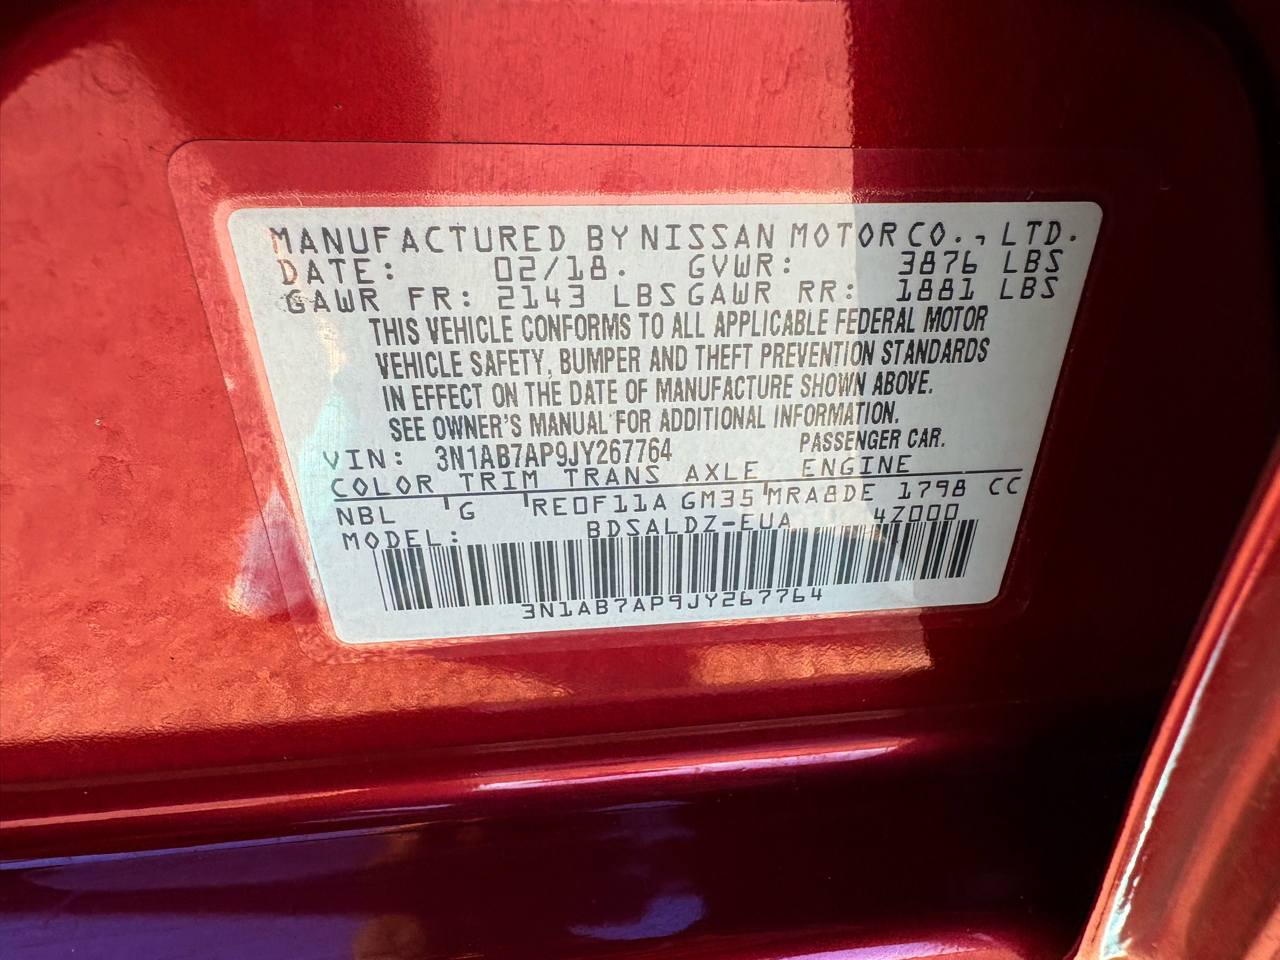 MANUFACTURED BY NISSAN MOTOR CO., LTD.
DATE: 02/18. GVWR: 3876 LBS
GAWR FR: 2143 LBS GAWR RR: 1881 LBS
THIS VEHICLE CONFORMS TO ALL APPLICABLE FEDERAL MOTOR
VEHICLE SAFETY, BUMPER AND THEFT PREVENTION STANDARDS
IN EFFECT ON THE DATE OF MANUFACTURE SHOWN ABOVE.
SEE OWNER'S MANUAL FOR ADDITIONAL INFORMATION.
VIN: 3N1AB7AP9JY267764 PASSENGER CAR.
COLOR TRIM TRANS AXLE ENGINE
NBL G RE0F11A GM35 MRA8DE 1798 CC
MODEL: BDSALDZ-EUA 4Z000
3N1AB7AP9JY267764